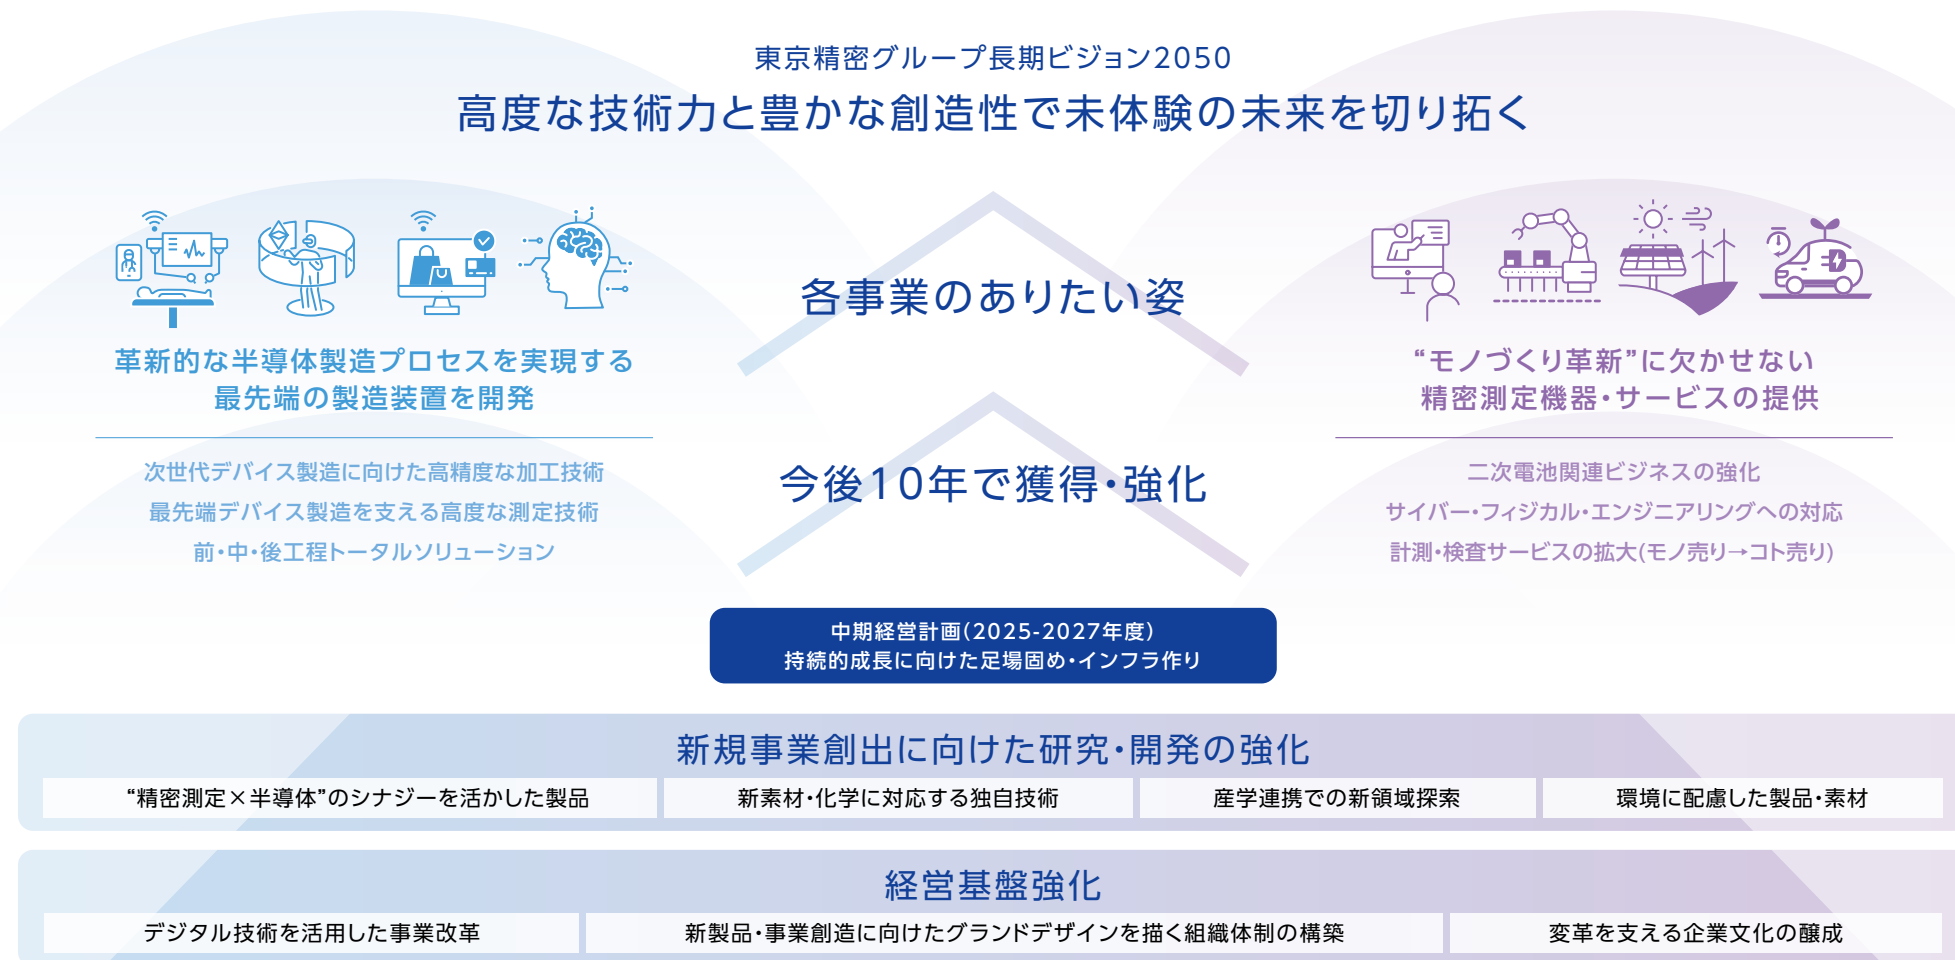 東京精密グループ長期ビジョン2050
高度な技術力と豊かな創造性で未体験の未来を切り拓く
各事業のありたい姿
革新的な半導体製造プロセスを実現する
最先端の製造装置を開発
“モノづくり革新”に欠かせない
精密測定機器・サービスの提供
今後10年で獲得・強化
次世代デバイス製造に向けた高精度な加工技術
最先端デバイス製造を支える高度な測定技術
前・中・後工程トータルソリューション
二次電池関連ビジネスの強化
サイバー・フィジカル・エンジニアリングへの対応
計測・検査サービスの拡大(モノ売り→コト売り)
中期経営計画(2025-2027年度)
持続的成長に向けた足場固め・インフラ作り
新規事業創出に向けた研究・開発の強化
“精密測定×半導体”のシナジーを活かした製品
新素材・化学に対応する独自技術
産学連携での新領域探索
環境に配慮した製品・素材
経営基盤強化
デジタル技術を活用した事業改革
新製品・事業創造に向けたグランドデザインを描く組織体制の構築
変革を支える企業文化の醸成